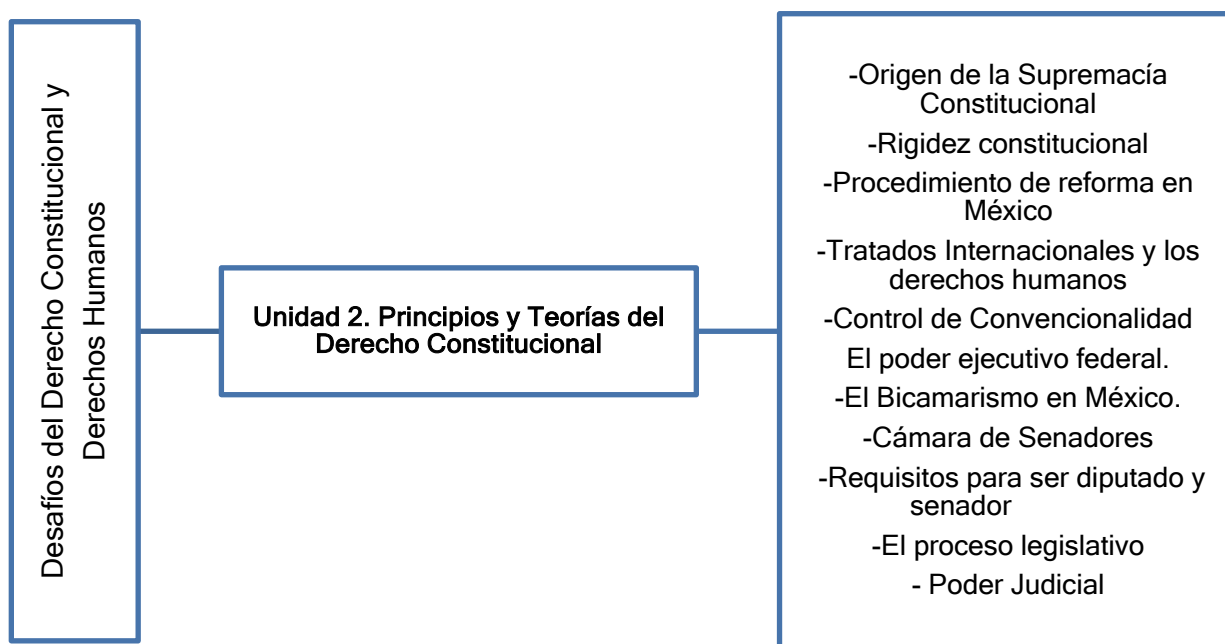 Desafíos del Derecho Constitucional y
Derechos Humanos
Unidad 2. Principios y Teorías del
Derecho Constitucional
-Origen de la Supremacía
Constitucional
-Rigidez constitucional
-Procedimiento de reforma en
México
-Tratados Internacionales y los
derechos humanos
-Control de Convencionalidad
El poder ejecutivo federal.
-El Bicamarismo en México.
-Cámara de Senadores
-Requisitos para ser diputado y
senador
-El proceso legislativo
- Poder Judicial